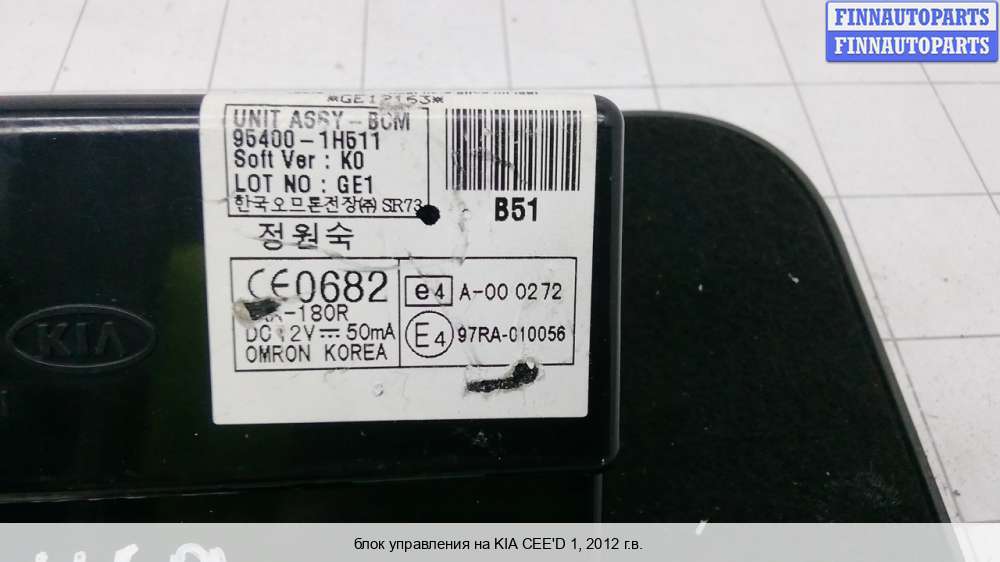 FINNAUTOPARTS
FINNAUTOPARTS
*GE12153*
UNIT ASSY-BCM
95400-1H511
Soft Ver : K0
LOT NO : GE1
한국오므론전장(주) SR73
B51
정원숙
CE0682
-180R
DC 12V 50mA
OMRON KOREA
e4 A-00 0272
E4 97RA-010056
KIA
блок управления на KIA CEE'D 1, 2012 г.в.